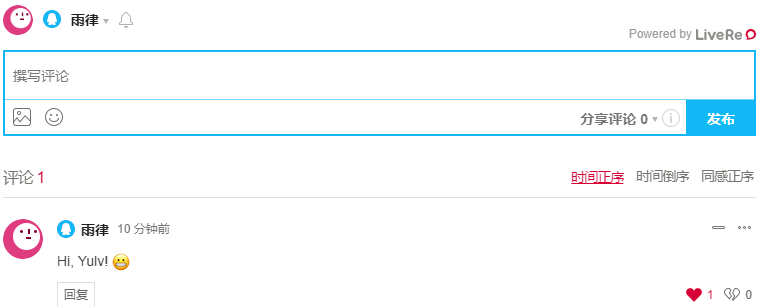 雨律
Powered by LiveRe
撰写评论
分享评论 0
发布
评论 1
时间正序 时间倒序 同感正序
雨律 10 分钟前
Hi, Yulv! 😀
回复
1 0